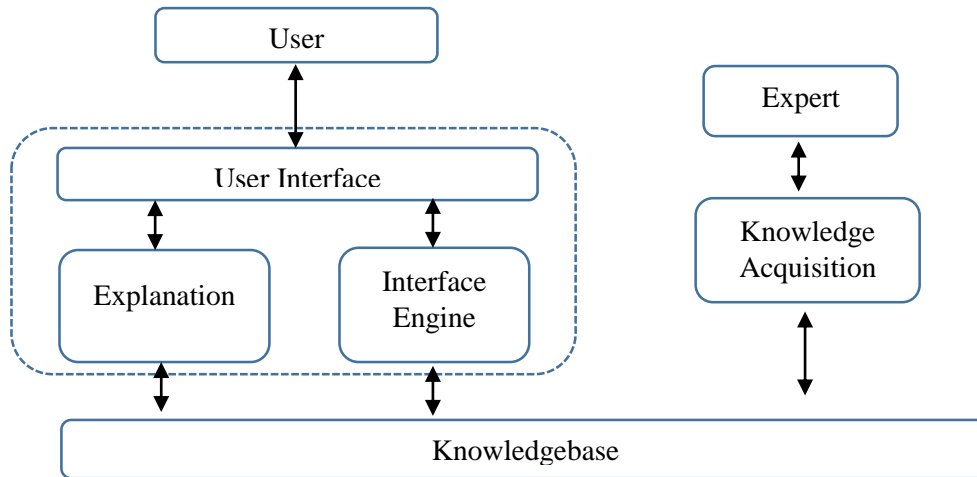 User
Expert
User Interface
Knowledge
Acquisition
Explanation
Interface
Engine
Knowledgebase